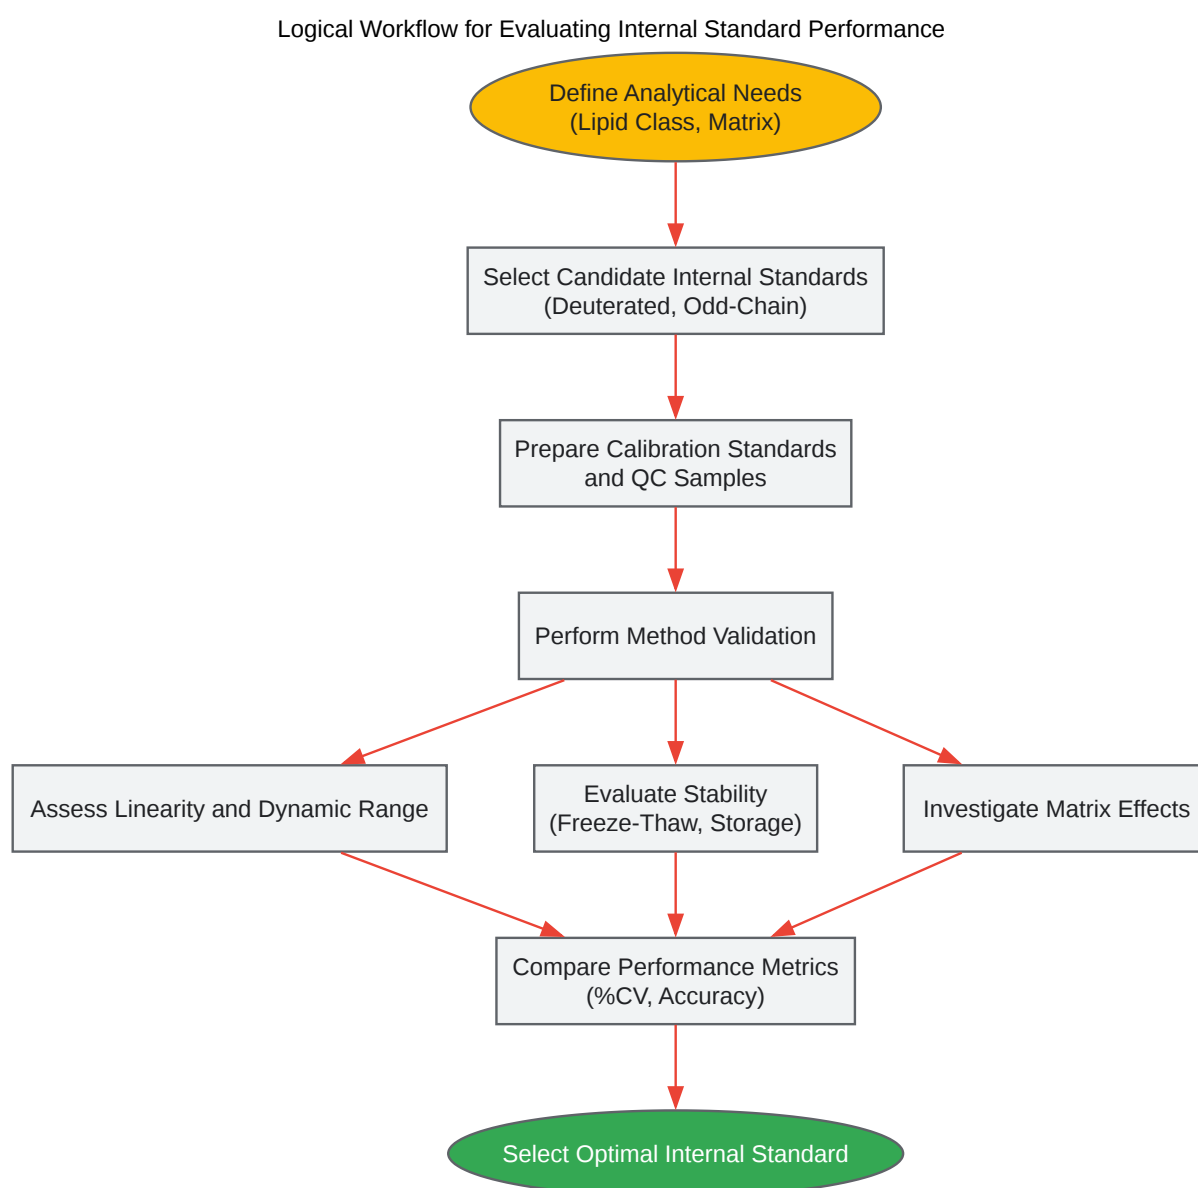 Logical Workflow for Evaluating Internal Standard Performance
Define Analytical Needs
(Lipid Class, Matrix)
Select Candidate Internal Standards
(Deuterated, Odd-Chain)
Prepare Calibration Standards
and QC Samples
Perform Method Validation
Assess Linearity and Dynamic Range
Evaluate Stability
(Freeze-Thaw, Storage)
Investigate Matrix Effects
Compare Performance Metrics
(%CV, Accuracy)
Select Optimal Internal Standard